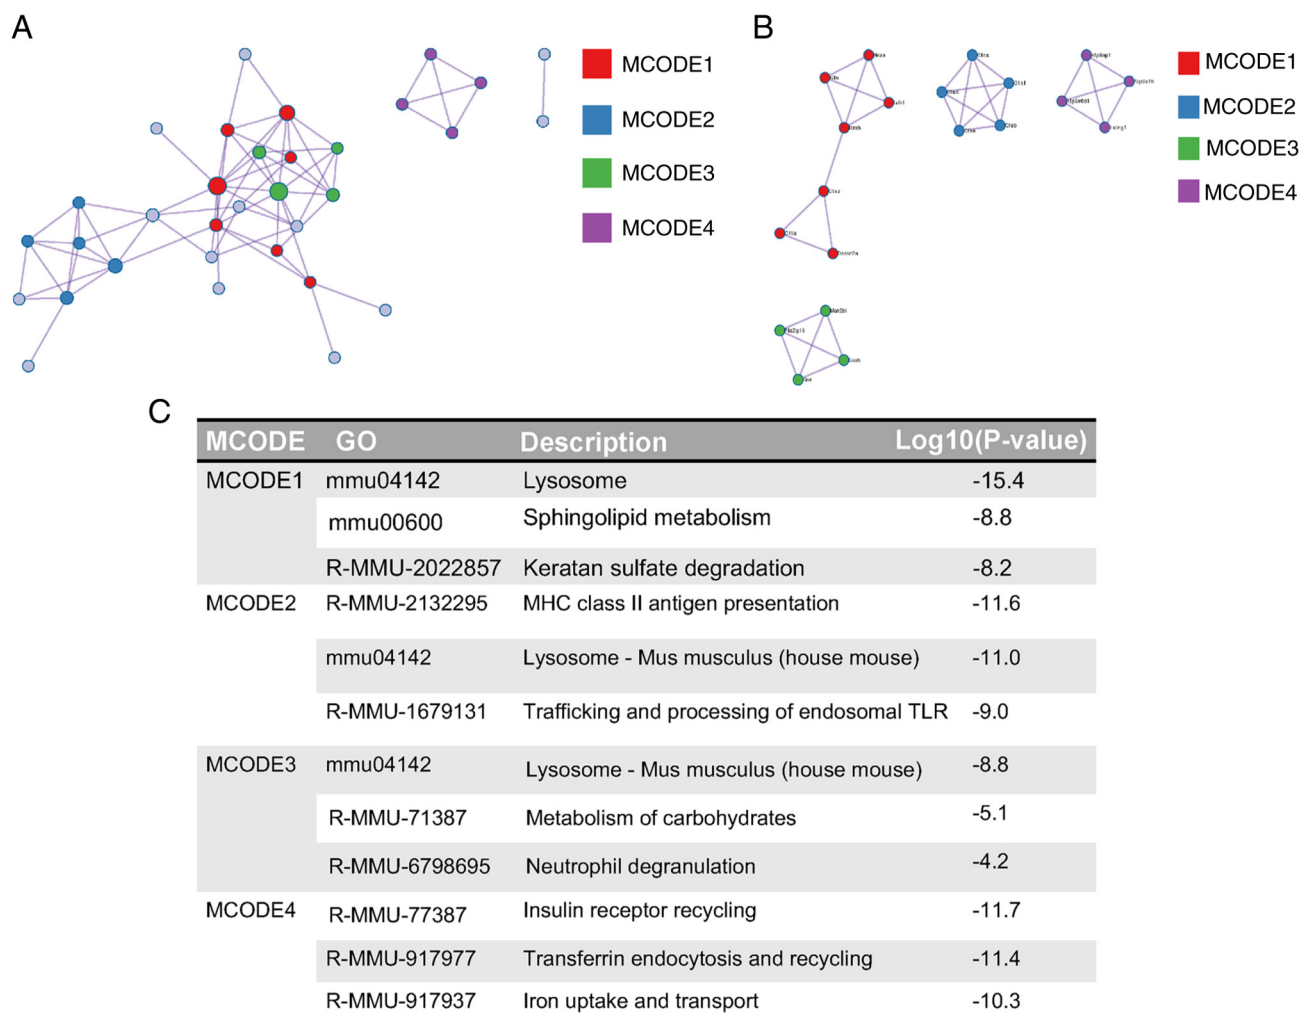 A
MCODE1
MCODE2
MCODE3
MCODE4
B
MCODE1
MCODE2
MCODE3
MCODE4
C
MCODE GO Description Log10(P-value)
MCODE1 mmu04142 Lysosome -15.4
mmu00600 Sphingolipid metabolism -8.8
R-MMU-2022857 Keratan sulfate degradation -8.2
MCODE2 R-MMU-2132295 MHC class II antigen presentation -11.6
mmu04142 Lysosome - Mus musculus (house mouse) -11.0
R-MMU-1679131 Trafficking and processing of endosomal TLR -9.0
MCODE3 mmu04142 Lysosome - Mus musculus (house mouse) -8.8
R-MMU-71387 Metabolism of carbohydrates -5.1
R-MMU-6798695 Neutrophil degranulation -4.2
MCODE4 R-MMU-77387 Insulin receptor recycling -11.7
R-MMU-917977 Transferrin endocytosis and recycling -11.4
R-MMU-917937 Iron uptake and transport -10.3